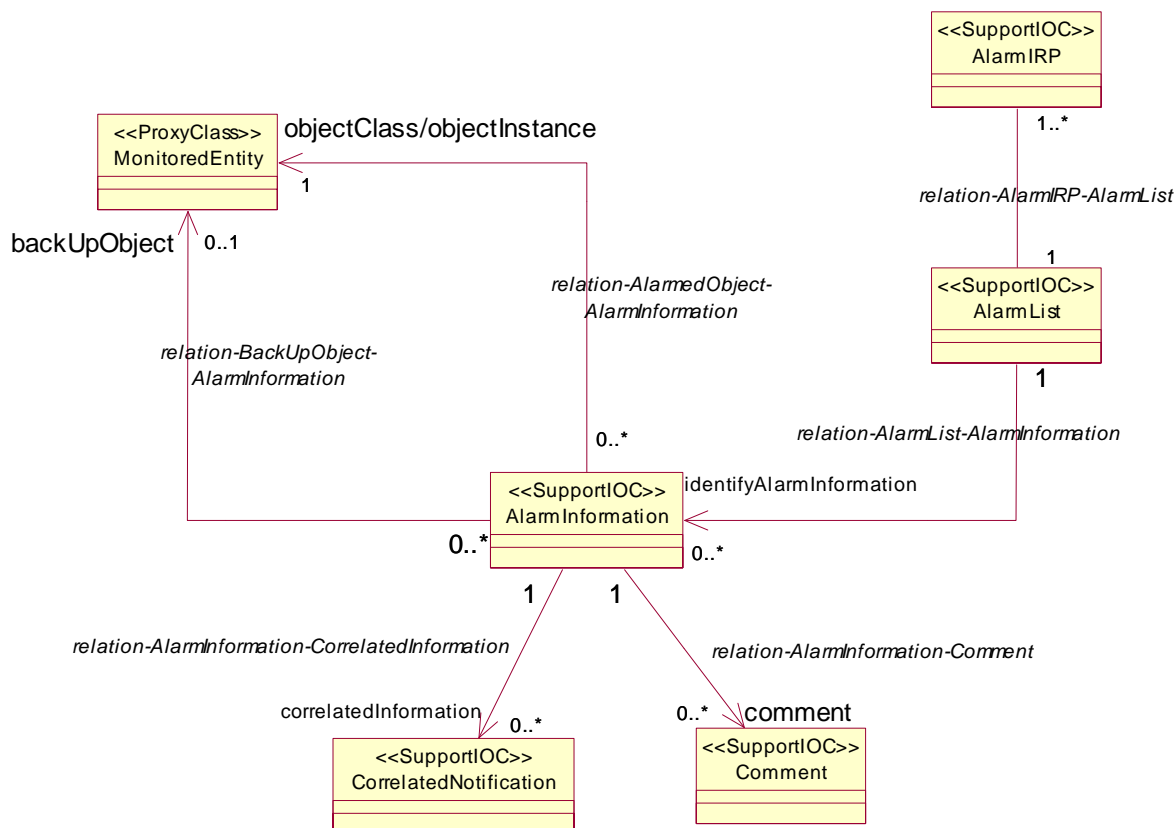 <<SupportIOC>>
AlarmIRP
1..*
relation-AlarmIRP-AlarmList
1
<<SupportIOC>>
AlarmList
1
<<ProxyClass>>
MonitoredEntity
objectClass/objectInstance
1
backUpObject
0..1
relation-AlarmedObject-
AlarmInformation
relation-BackUpObject-
AlarmInformation
0..*
relation-AlarmList-AlarmInformation
identifyAlarmInformation
<<SupportIOC>>
AlarmInformation
0..*
0..*
1
1
relation-AlarmInformation-CorrelatedInformation
relation-AlarmInformation-Comment
correlatedInformation
0..*
0..*
comment
<<SupportIOC>>
CorrelatedNotification
<<SupportIOC>>
Comment